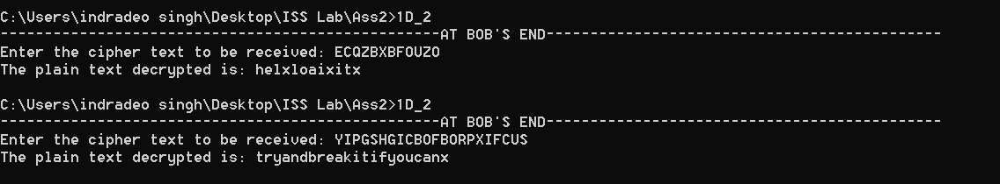 C:\Users\indradeo singh\Desktop\ISS Lab\Ass2>1D_2
--------------------------------------------------AT BOB'S END---------------------------------------------
Enter the cipher text to be received: ECQZBXBFOUZO
The plain text decrypted is: helxloaixitx
C:\Users\indradeo singh\Desktop\ISS Lab\Ass2>1D_2
--------------------------------------------------AT BOB'S END---------------------------------------------
Enter the cipher text to be received: YIPGSHGICBOFBORPXIFCUS
The plain text decrypted is: tryandbreakitifyoucanx